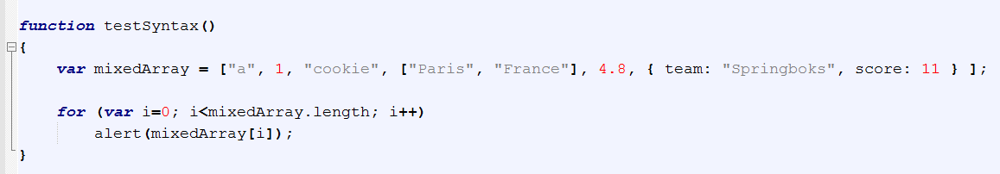 function testSyntax()
{
var mixedArray = ["a", 1, "cookie", ["Paris", "France"], 4.8, { team: "Springboks", score: 11 } ];
for (var i=0; i<mixedArray.length; i++)
alert(mixedArray[i]);
}